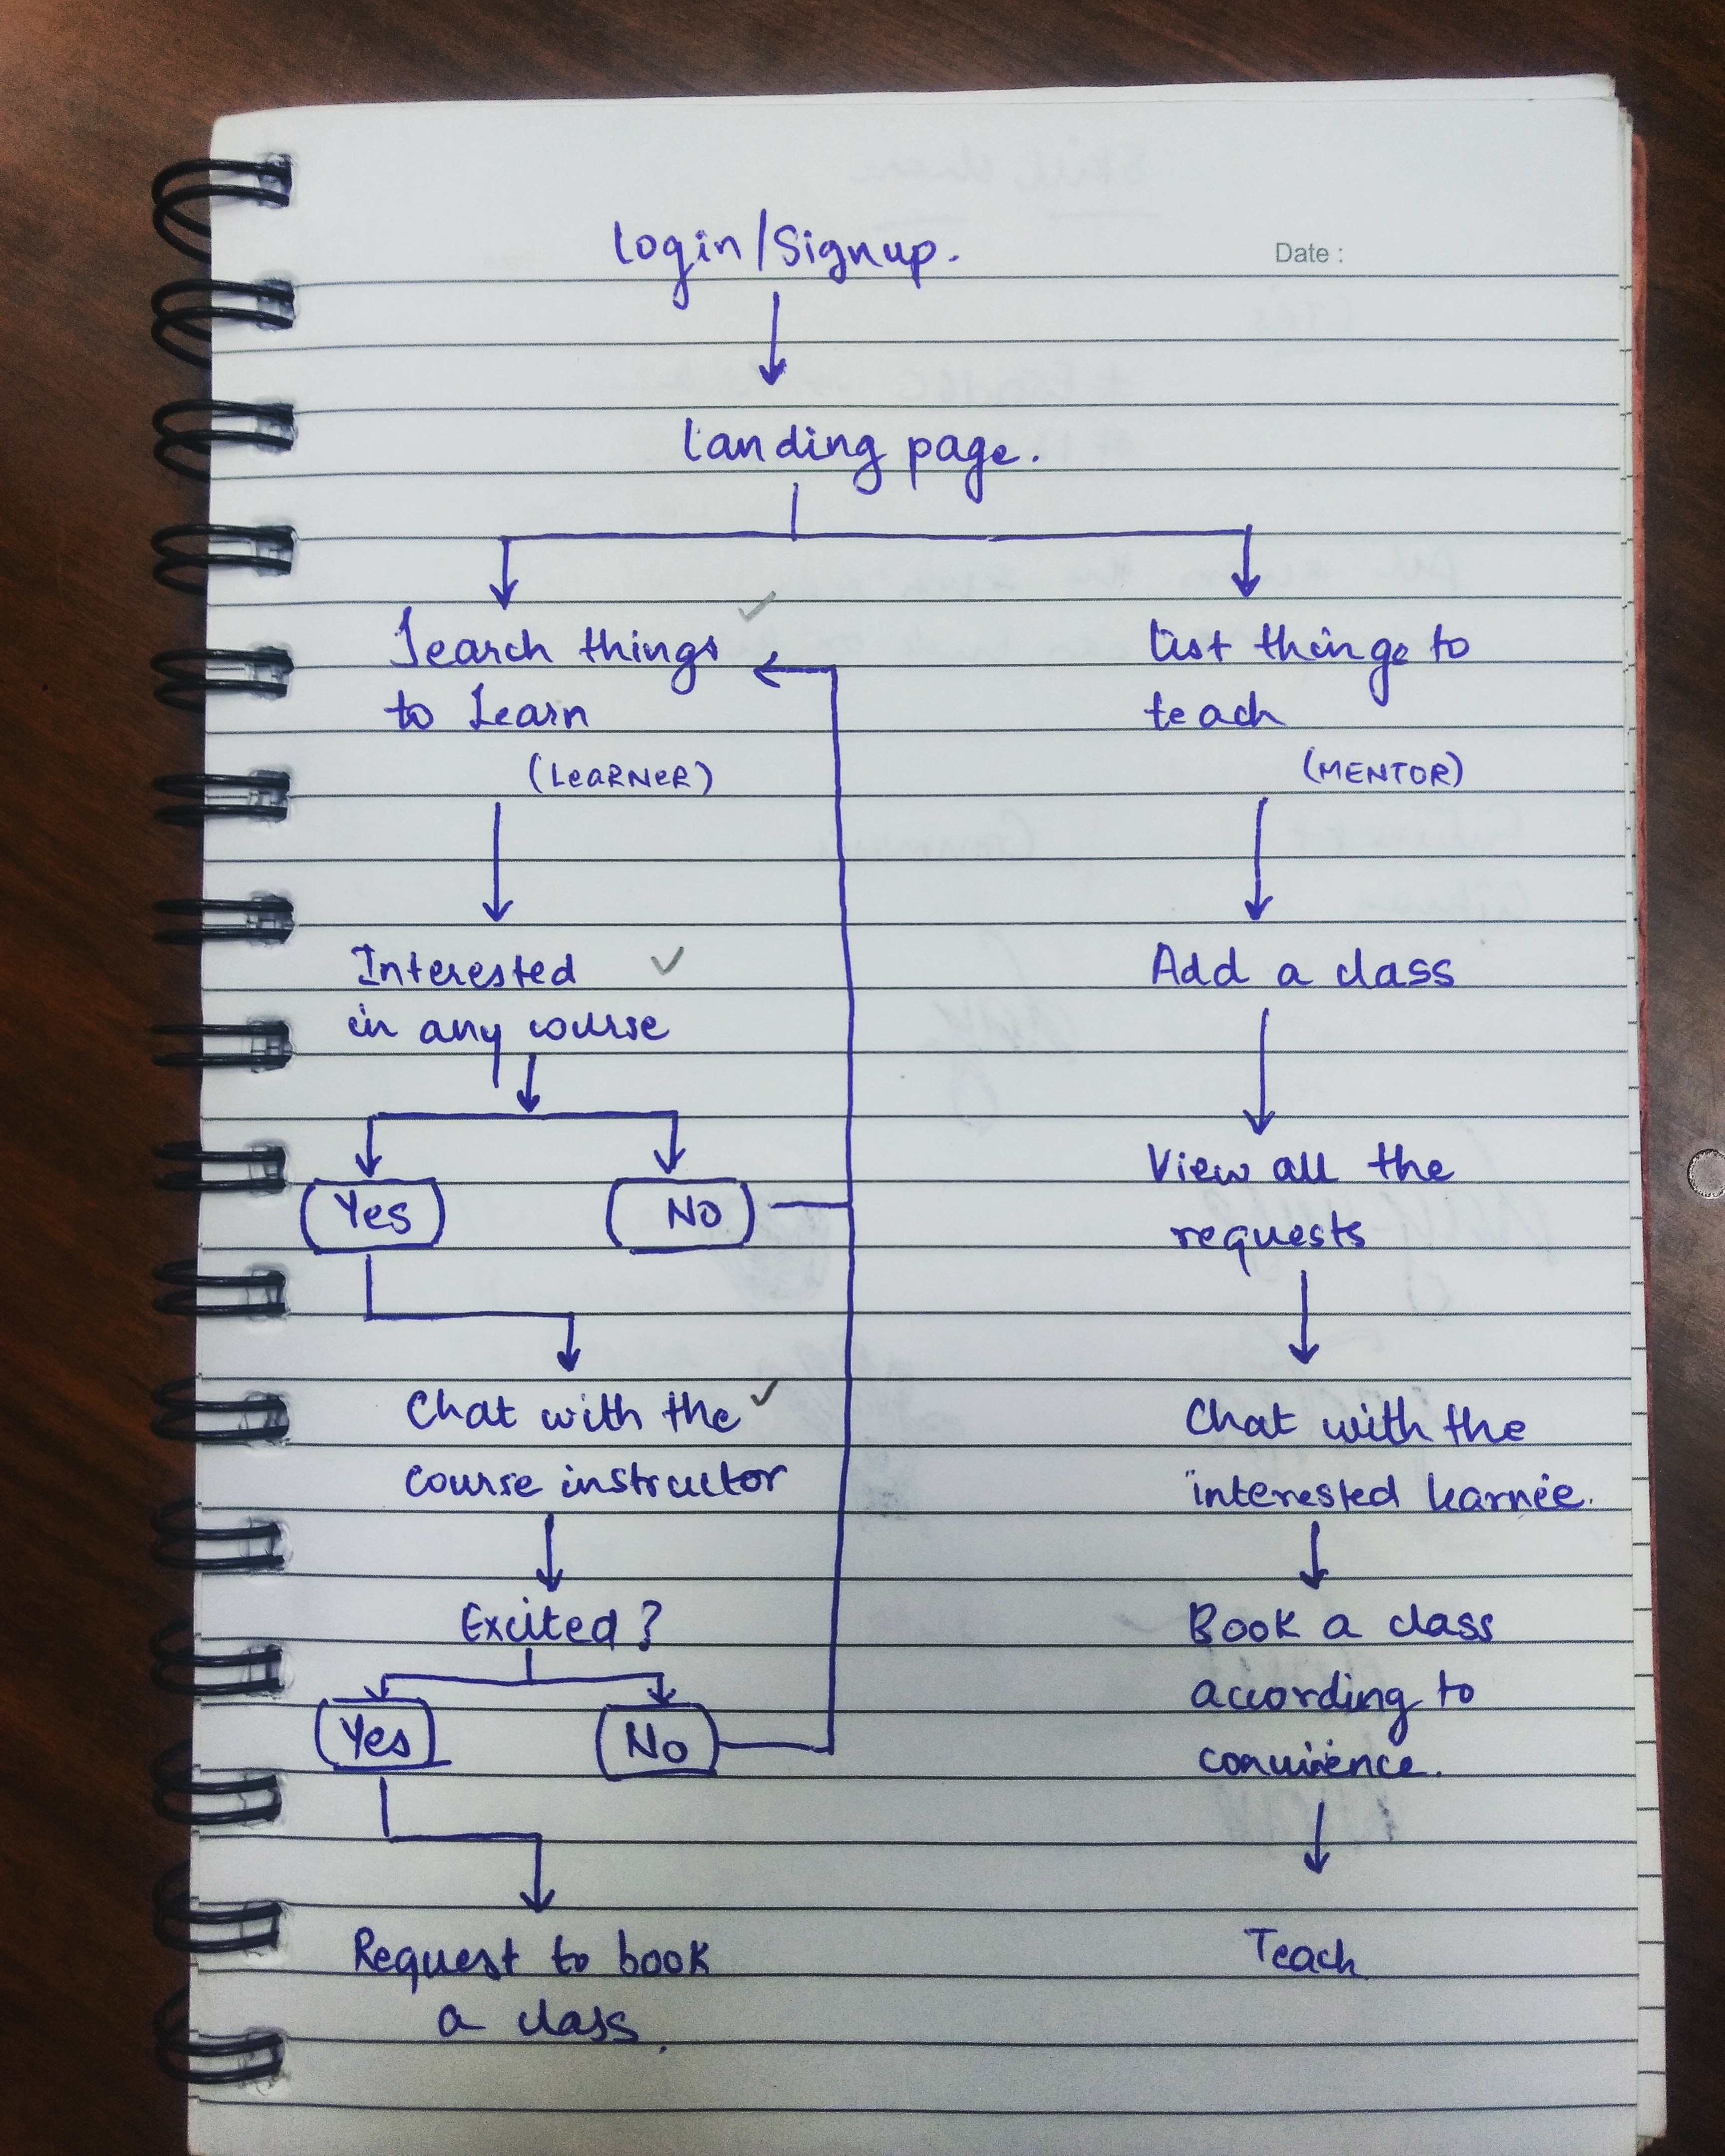 Login/Signup.
Date :
Landing page.
Search things
to Learn
(LEARNER)
Interested
in any course
Yes
NO
Chat with the
course instructor
Excited?
Yes
No
Request to book
a class.
List things to
teach
(MENTOR)
Add a class
View all the
requests
Chat with the
interested learnie.
Book a class
according to
Teach